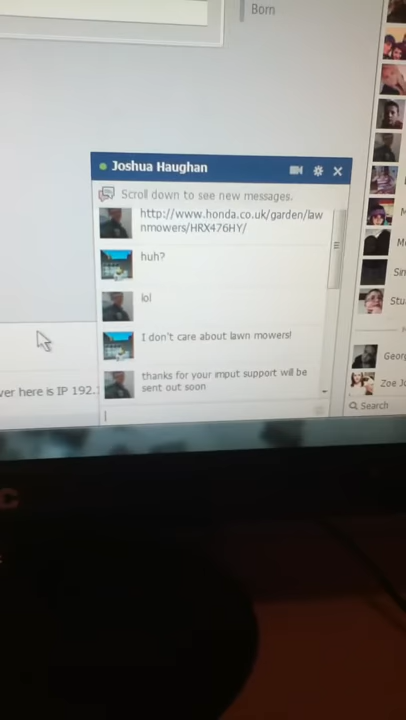 Born
Joshua Haughan
Scroll down to see new messages.
http://www.honda.co.uk/garden/law
nmowers/HRX476HY/
huh?
lol
I don't care about lawn mowers!
thanks for your imput support will be
sent out soon
ver here is IP 192.
Stu
Georg
Zoe Jo
Search